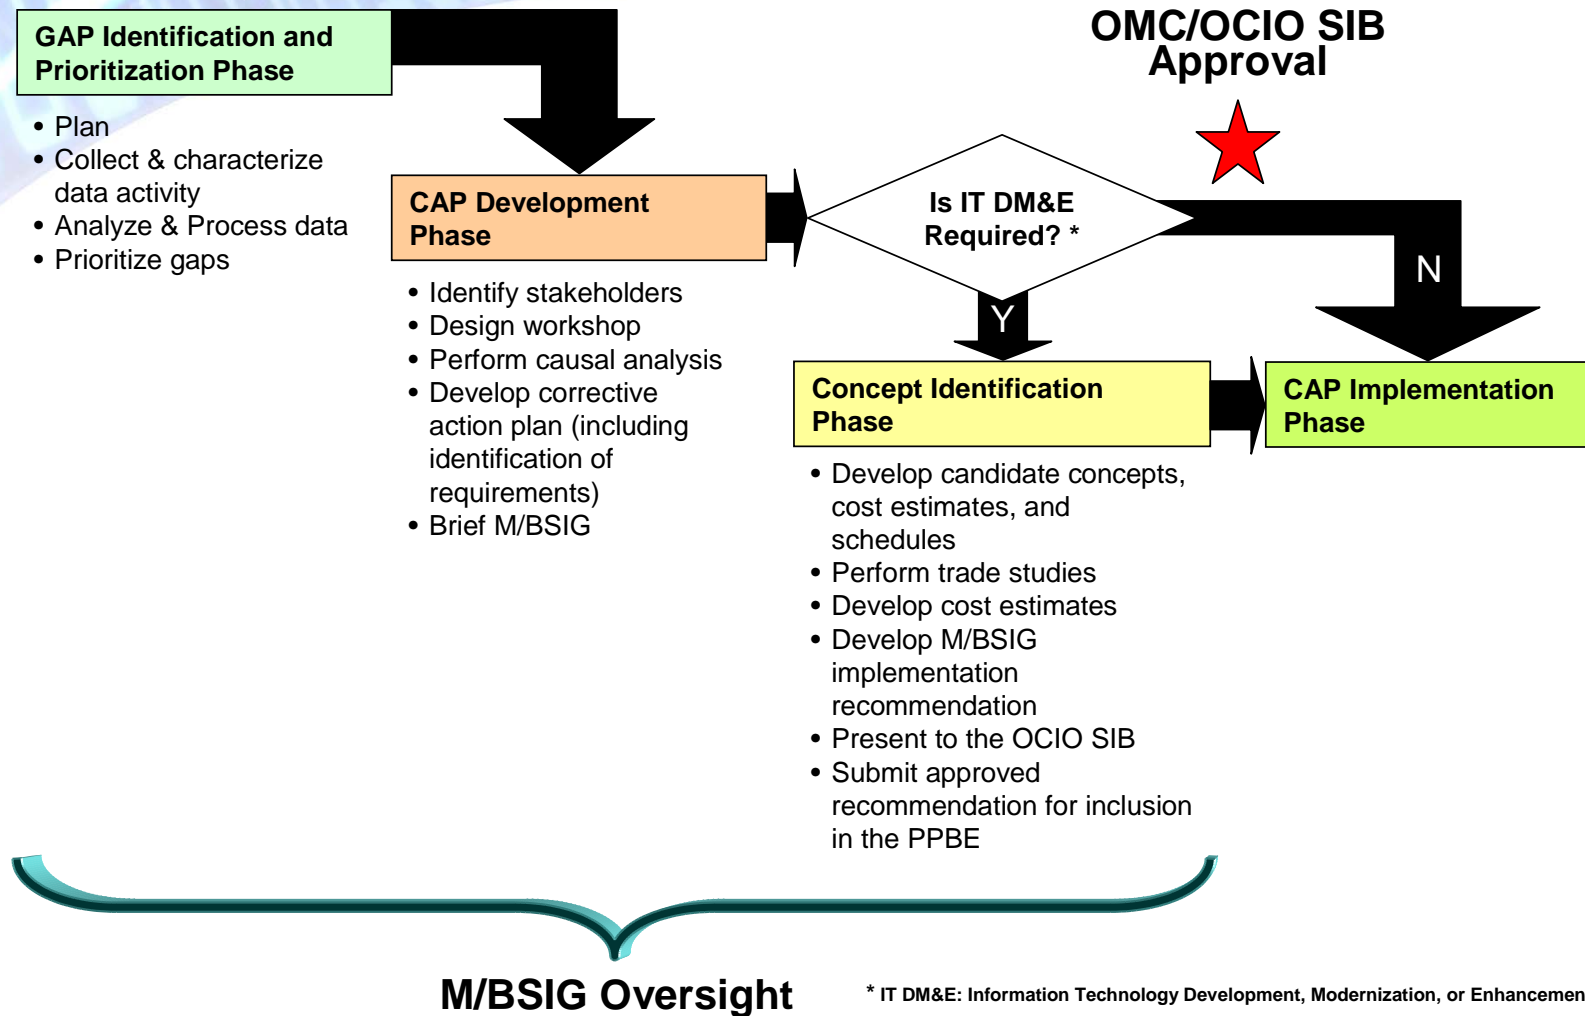 GAP Identification and
Prioritization Phase
• Plan
• Collect & characterize
data activity
• Analyze & Process data
• Prioritize gaps
CAP Development
Phase
• Identify stakeholders
• Design workshop
• Perform causal analysis
• Develop corrective
action plan (including
identification of
requirements)
• Brief M/BSIG
OMC/OCIO SIB
Approval
Is IT DM&E
Required? *
N
Y
Concept Identification
Phase
• Develop candidate concepts,
cost estimates, and
schedules
• Perform trade studies
• Develop cost estimates
• Develop M/BSIG
implementation
recommendation
• Present to the OCIO SIB
• Submit approved
recommendation for inclusion
in the PPBE
CAP Implementation
Phase
M/BSIG Oversight
* IT DM&E: Information Technology Development, Modernization, or Enhancemen